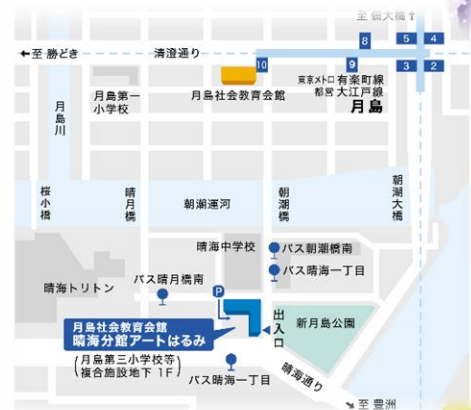 至 佃大橋↑
←至 勝どき
清澄通り
8
5
4
10
9
3
2
東京メトロ 有楽町線
都営 大江戸線
月島
月島第一
小学校
月島社会教育会館
月島川
桜小橋
晴月橋
朝潮運河
朝潮橋
朝潮大橋
晴海中学校
バス朝潮橋南
バス晴海一丁目
晴海トリトン
バス晴月橋南
P
月島社会教育会館
晴海分館アートはるみ
(月島第三小学校等
複合施設地下 1F)
出入口
新月島公園
バス晴海一丁目
晴海通り
↘至 豊洲